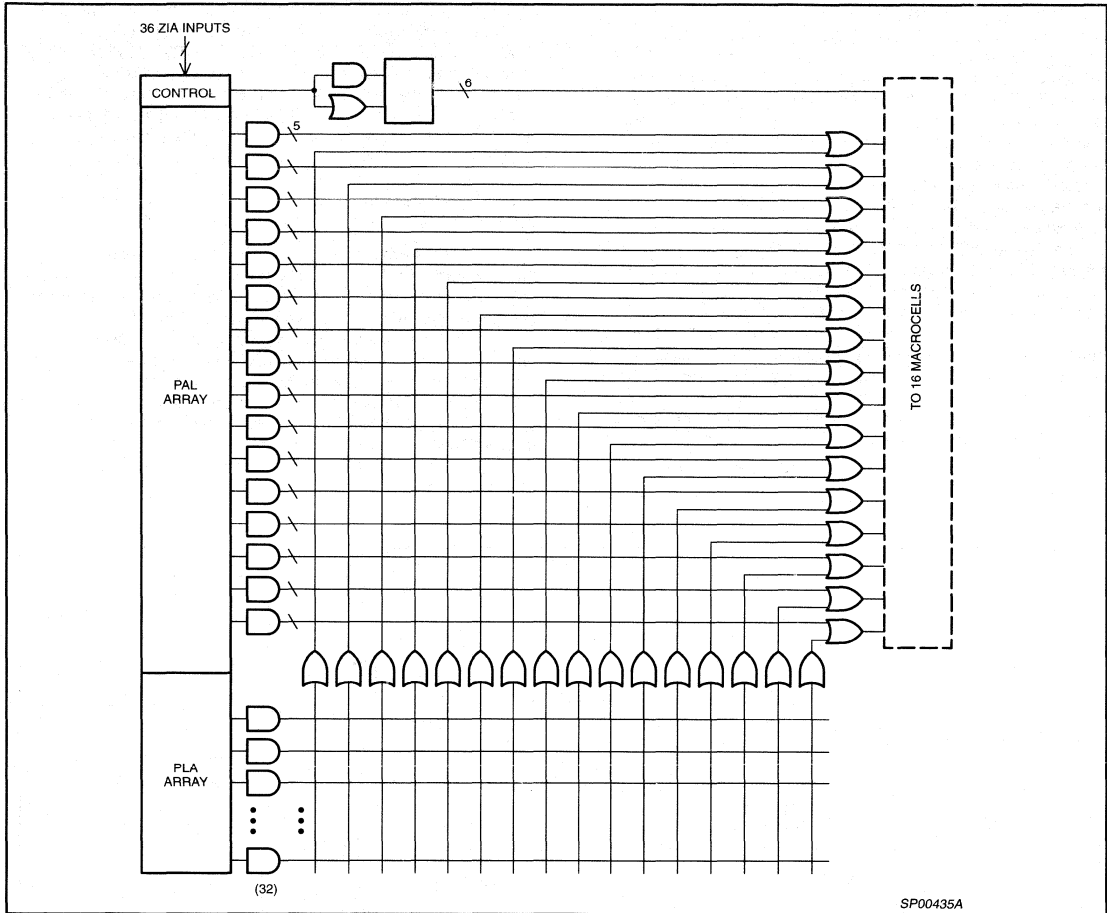 36 ZIA INPUTS
CONTROL
6
5
PAL
ARRAY
TO 16 MACROCELLS
PLA
ARRAY
(32)
SP00435A